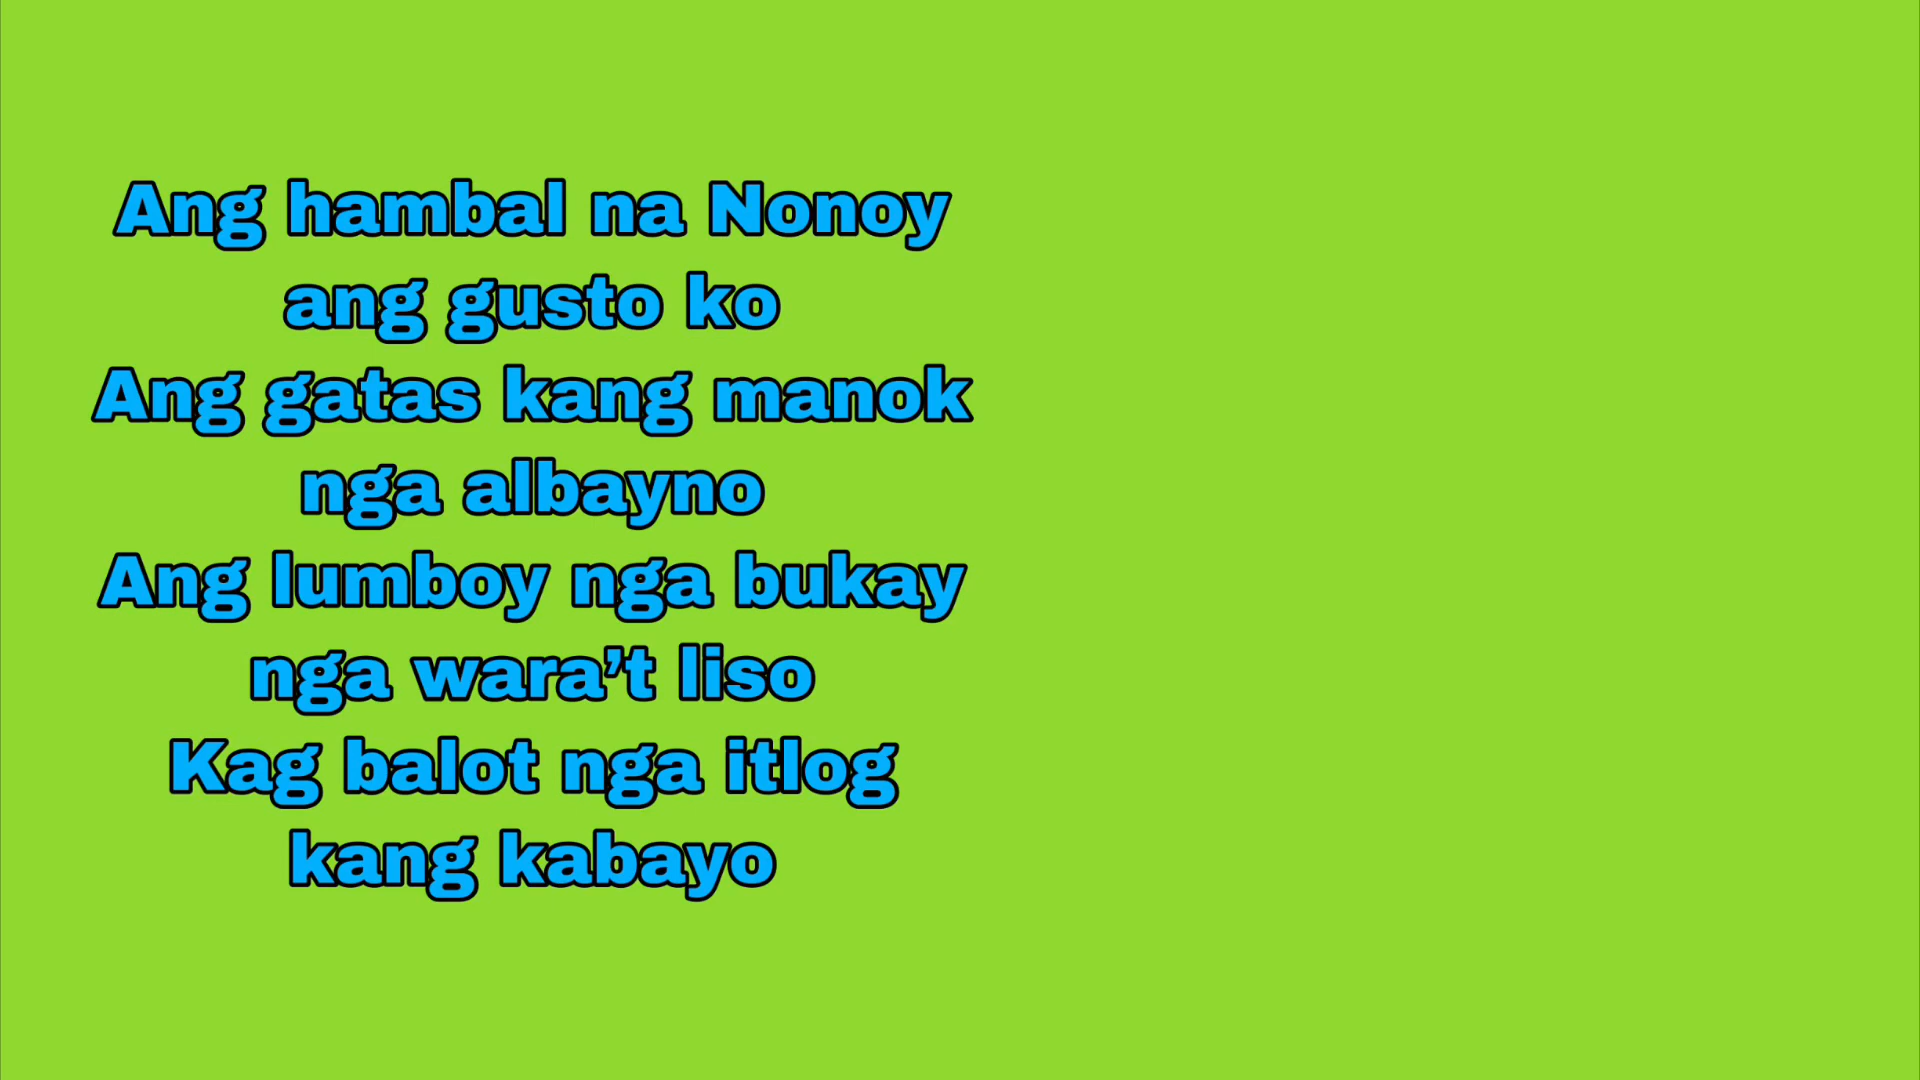 Ang hambal na Nonoy
ang gusto ko
Ang gatas kang manok
nga albayno
Ang lumboy nga bukay
nga wara’t liso
Kag balot nga itlog
kang kabayo